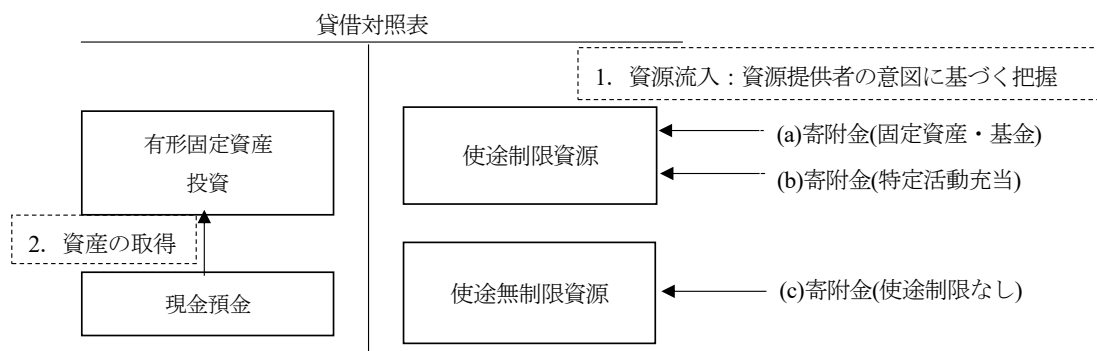 貸借対照表
1. 資源流入：資源提供者の意図に基づく把握
有形固定資産
投資
使途制限資源
(a)寄附金(固定資産・基金)
(b)寄附金(特定活動充当)
2. 資産の取得
現金預金
使途無制限資源
(c)寄附金(使途制限なし)